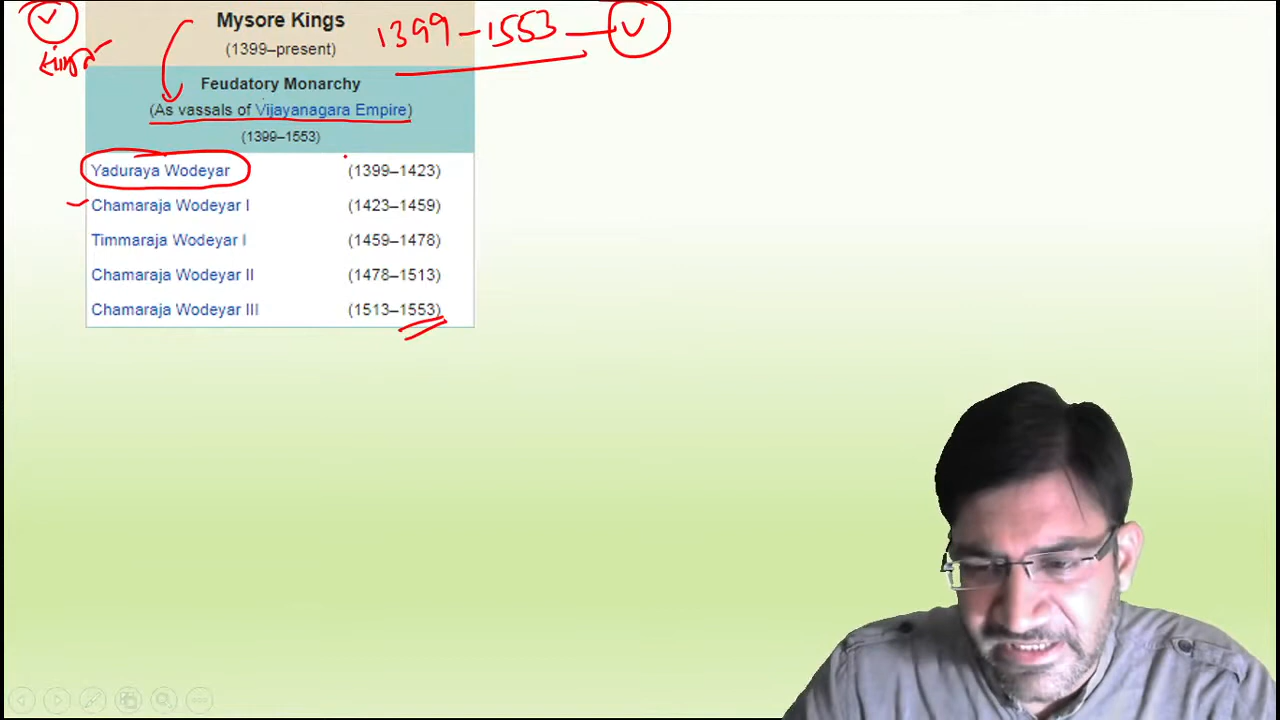 V
Mysore Kings
1399-1553 — V
(1399–present)
Feudatory Monarchy
(As vassals of Vijayanagara Empire)
(1399–1553)
Yaduraya Wodeyar (1399–1423)
Chamaraja Wodeyar I (1423–1459)
Timmaraja Wodeyar I (1459–1478)
Chamaraja Wodeyar II (1478–1513)
Chamaraja Wodeyar III (1513–1553)